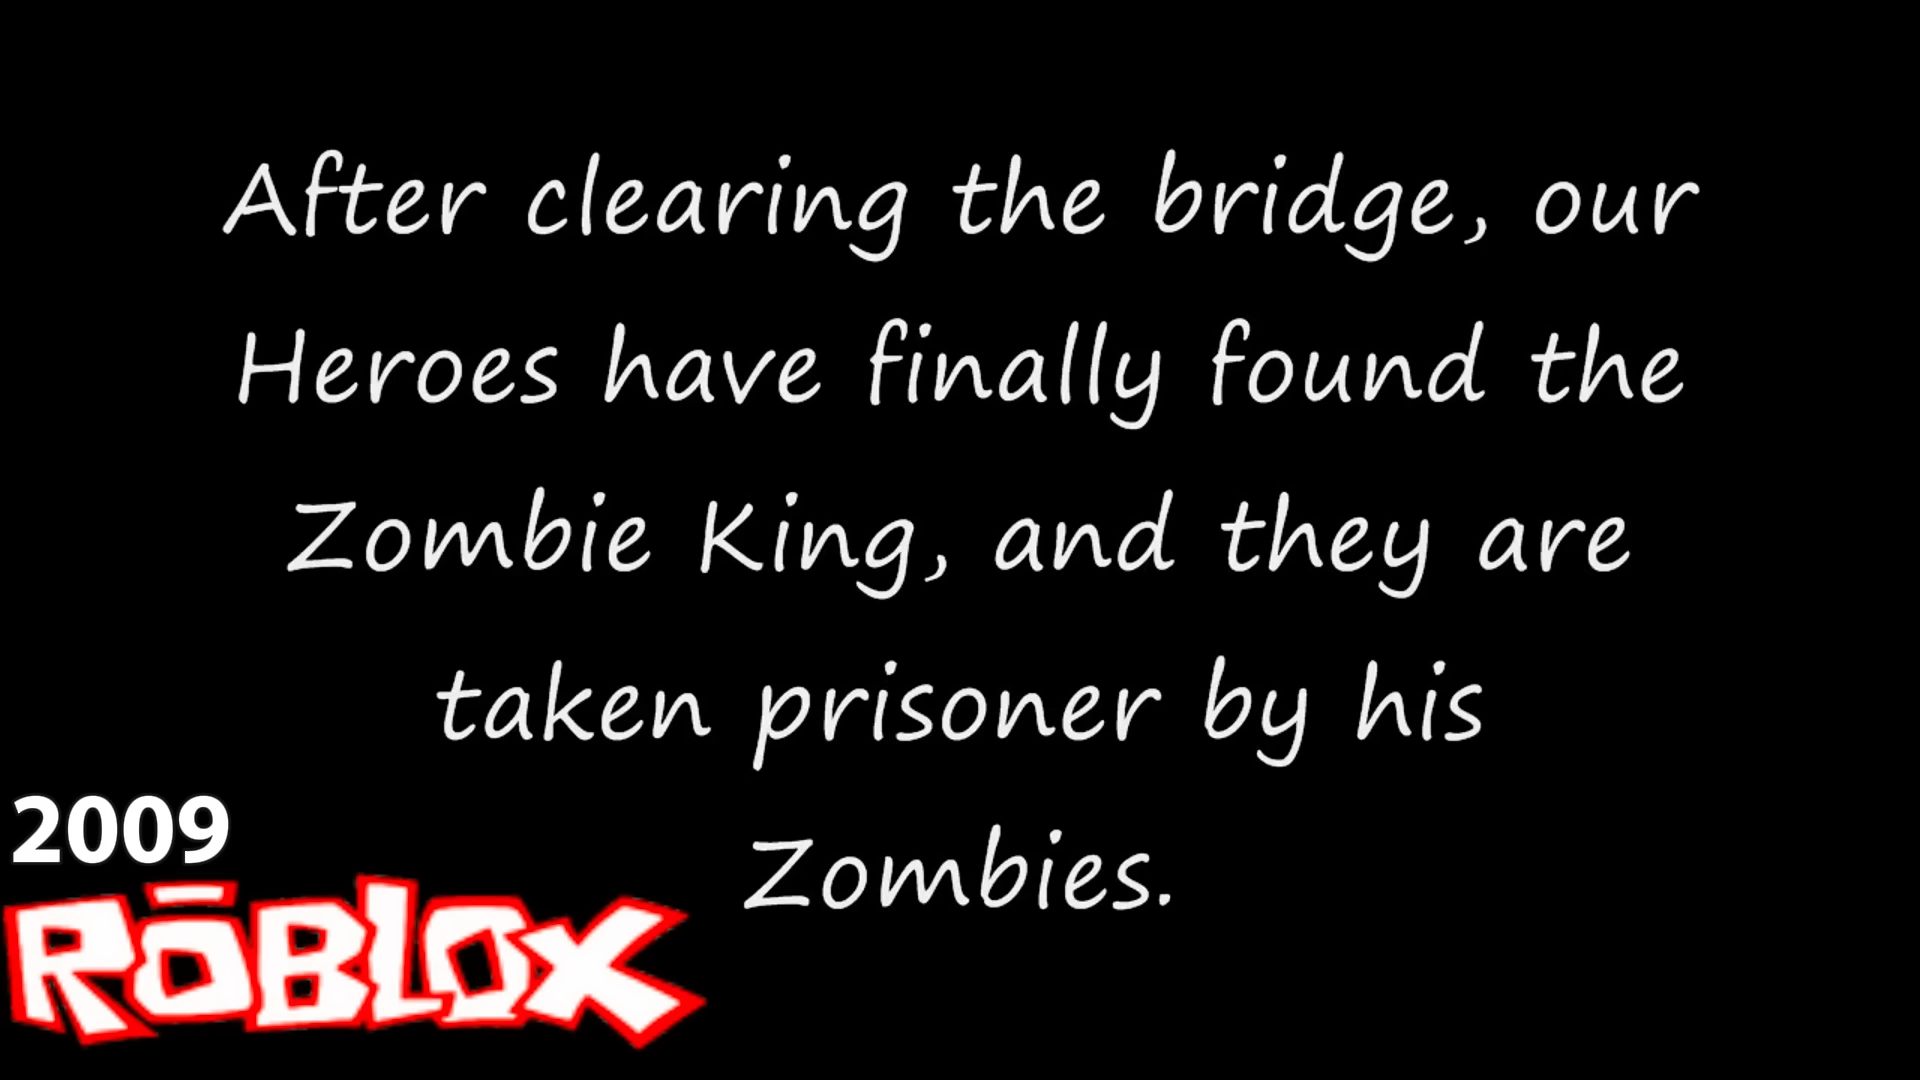 After clearing the bridge, our
Heroes have finally found the
Zombie King, and they are
taken prisoner by his
Zombies.
2009
RŌBLOX